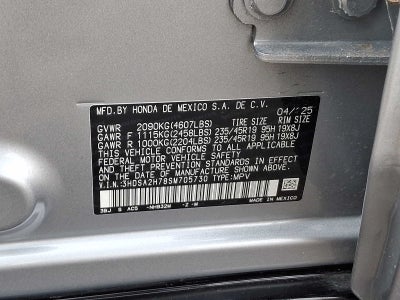 MFD.BY HONDA DE MEXICO S.A. DE C.V. 04/'25
GVWR 2090KG(4607LBS) TIRE SIZE RIM SIZE
GAWR F 1115KG(2458LBS) 235/45R19 95H 19X8J
GAWR R 1000KG(2204LBS) 235/45R19 95H 19X8J
THIS VEHICLE CONFORMS TO ALL APPLICABLE
FEDERAL MOTOR VEHICLE SAFETY AND
THEFT PREVENTION STANDARDS IN EFFECT ON
THE DATE OF MANUFACTURE SHOWN ABOVE.
V.I.N.:3HDSA2H78SM705730 TYPE:MPV
3BJ S ACG -NH832M -Z -M MADE IN MEXICO